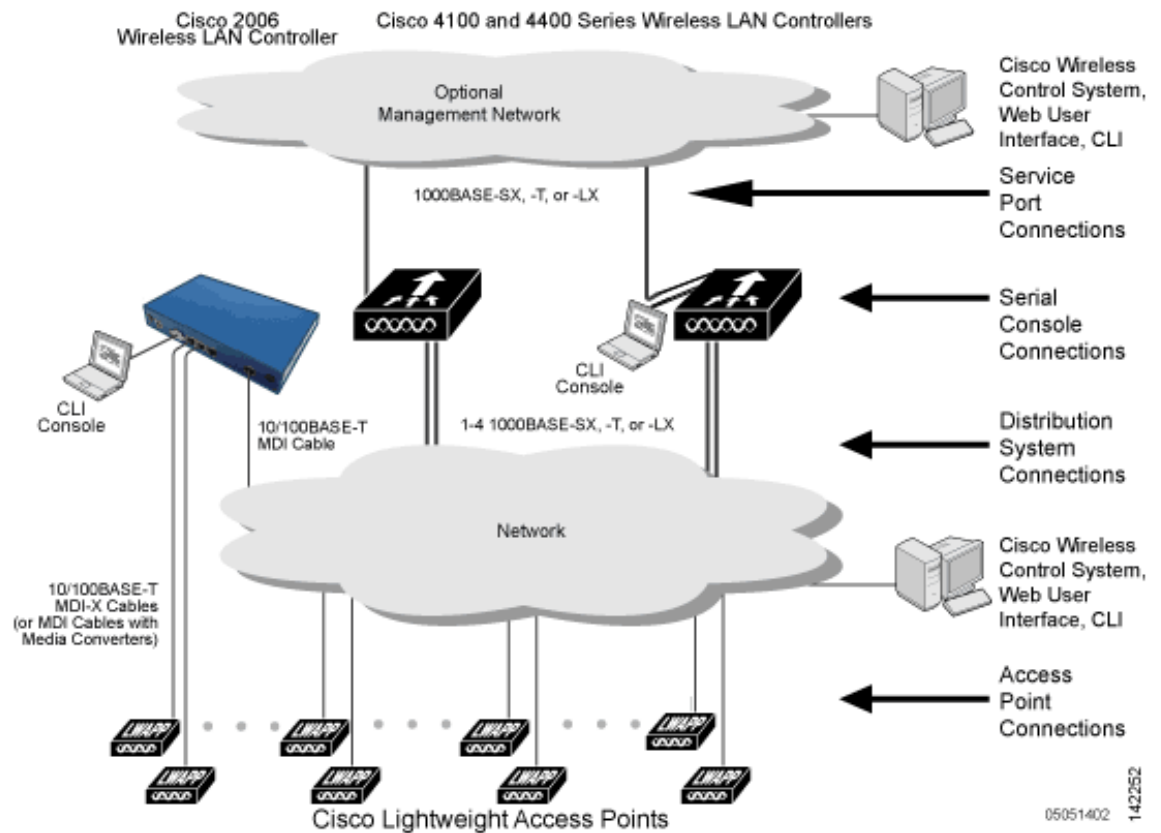 Cisco 2006
Wireless LAN Controller
Cisco 4100 and 4400 Series Wireless LAN Controllers
Optional
Management Network
Cisco Wireless
Control System,
Web User
Interface, CLI
1000BASE-SX, -T, or -LX
Service
Port
Connections
Serial
Console
Connections
CLI
Console
CLI
Console
10/100BASE-T
MDI Cable
1-4 1000BASE-SX, -T, or -LX
Distribution
System
Connections
Network
Cisco Wireless
Control System,
Web User
Interface, CLI
10/100BASE-T
MDI-X Cables
(or MDI Cables with
Media Converters)
Access
Point
Connections
LWAPP
LWAPP
LWAPP
LWAPP
LWAPP
LWAPP
LWAPP
LWAPP
Cisco Lightweight Access Points
05051402
142252